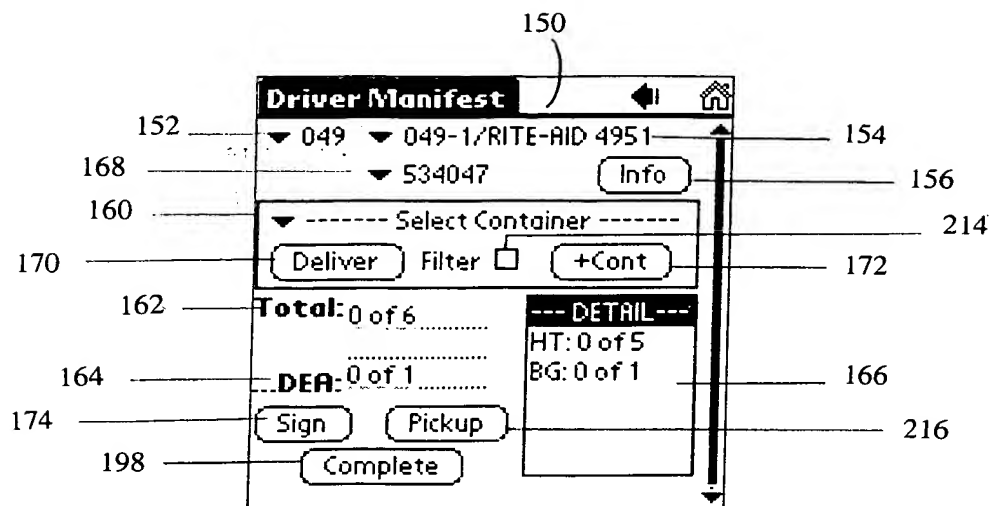 150
Driver Manifest
152 049 049-1/RITE-AID 4951 154
168 534047 Info 156
160 ------- Select Container ------- 214
170 Deliver Filter +Cont 172
162 Total: 0 of 6 --- DETAIL---
HT: 0 of 5
164 DEA: 0 of 1 BG: 0 of 1 166
174 Sign Pickup 216
198 Complete